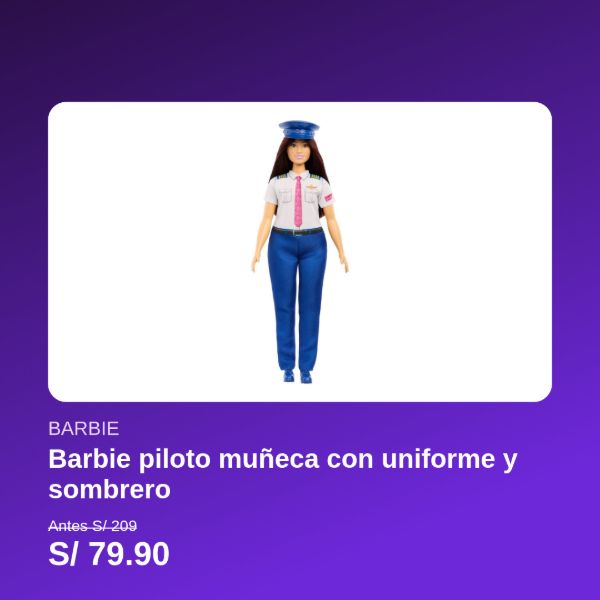 BARBIE
Barbie piloto muñeca con uniforme y
sombrero
Antes S/ 209
S/ 79.90